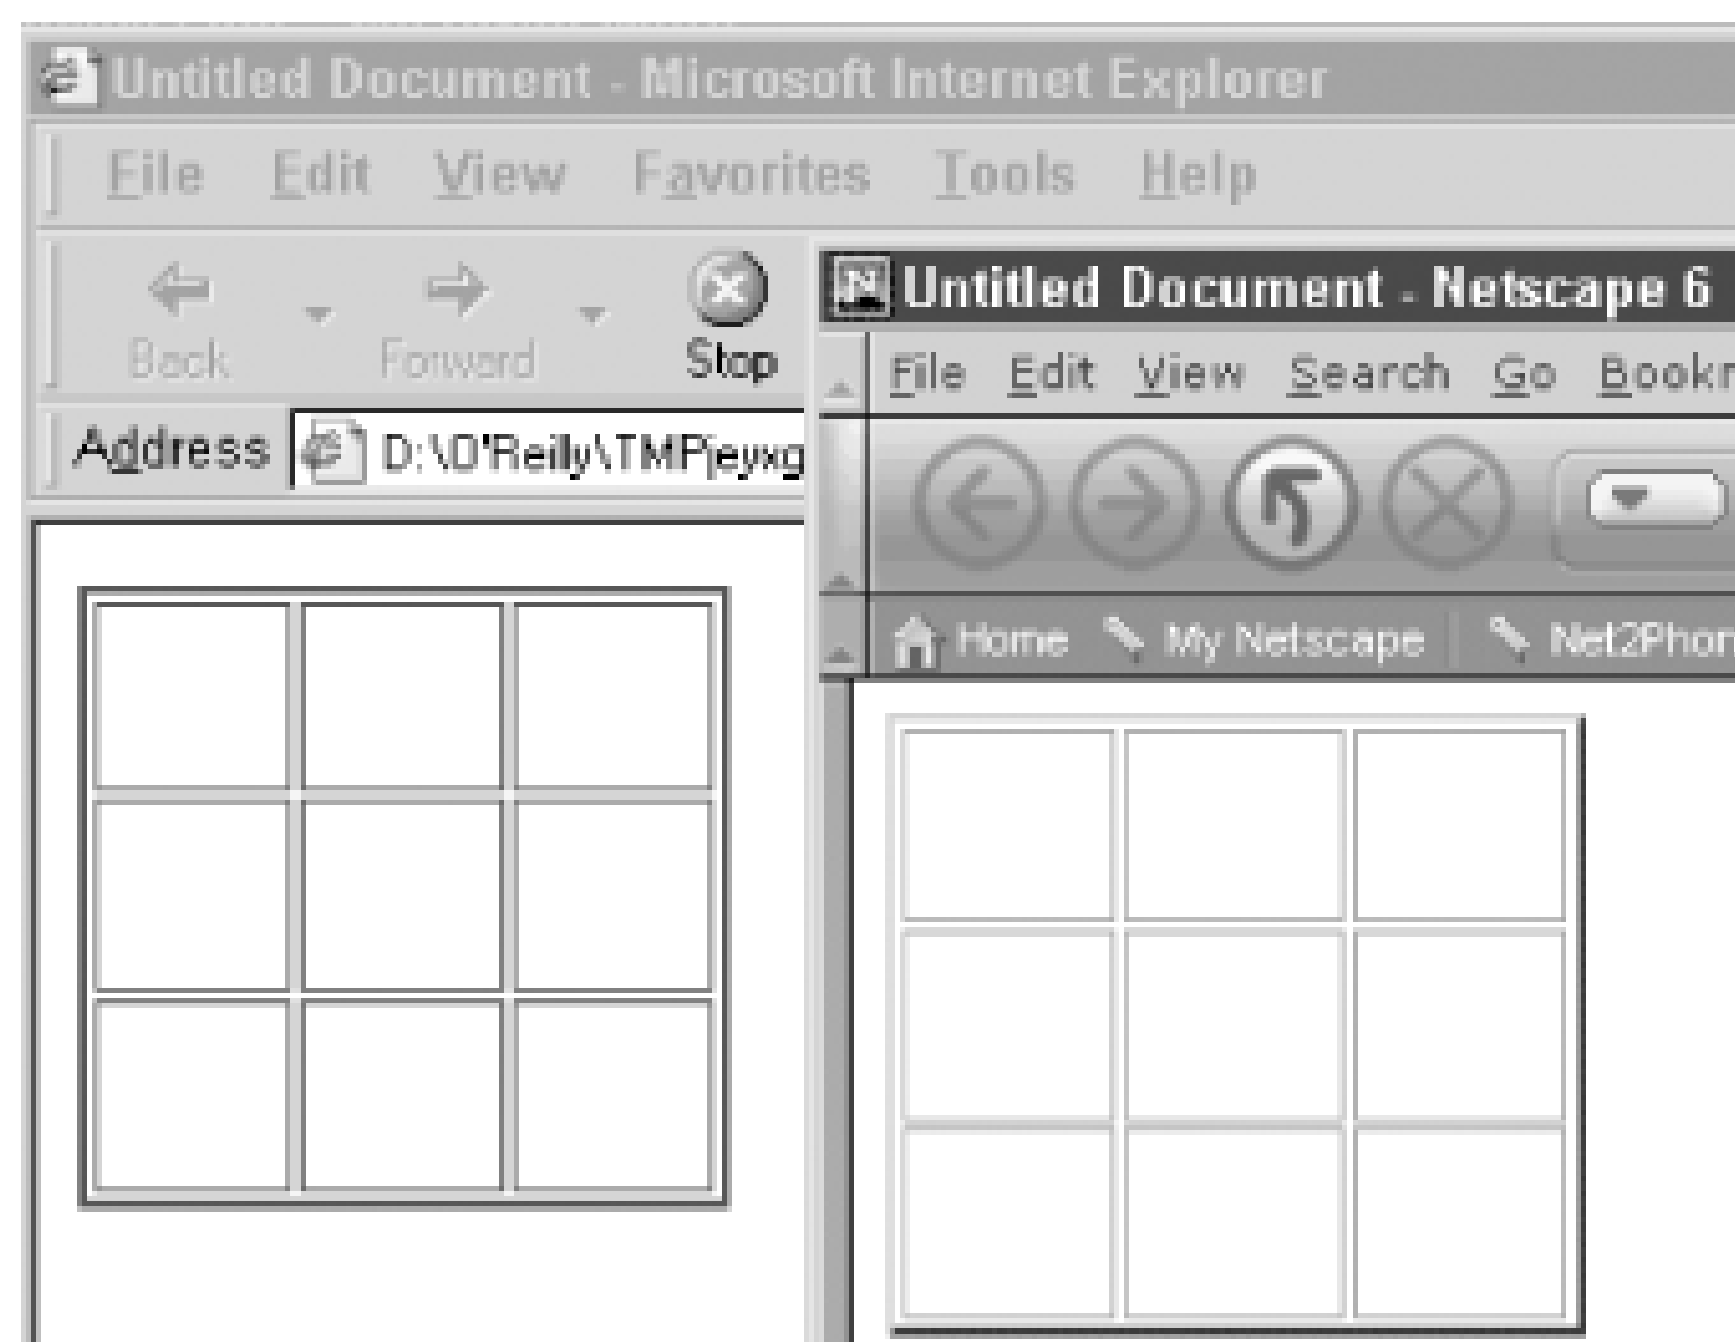 Untitled Document - Microsoft Internet Explorer
File Edit View Favorites Tools Help
Back Forward Stop
Address D:\O'Reilly\TMPjeyxg
Untitled Document - Netscape 6
File Edit View Search Go Bookr
Home My Netscape Net2Phon